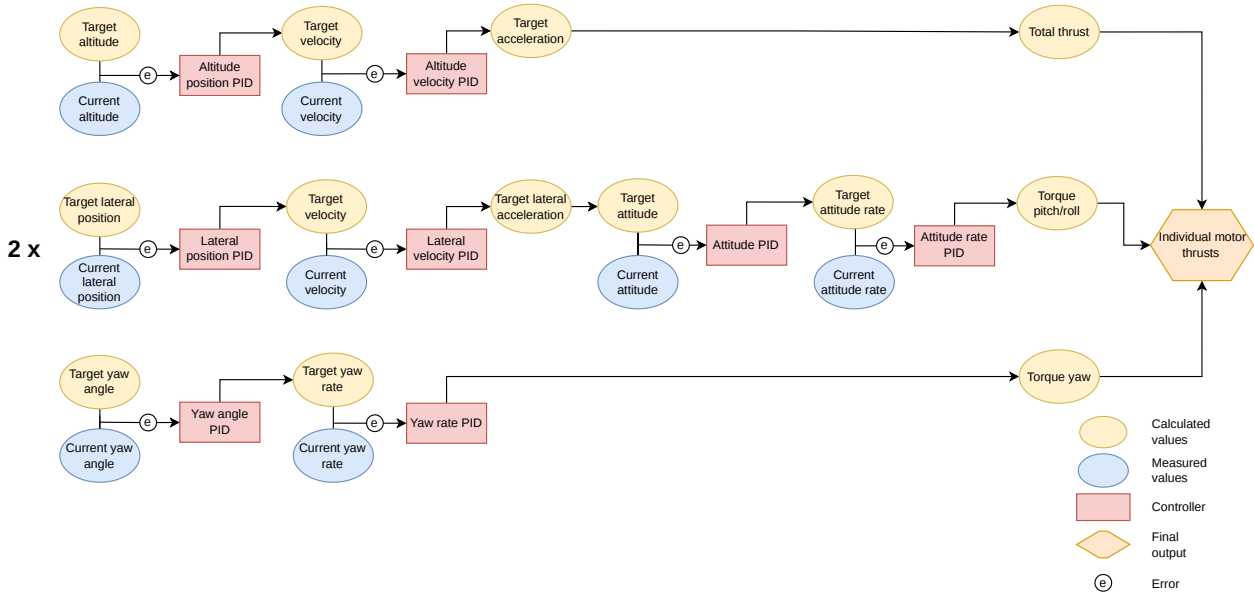 Target
altitude
e
Current
altitude
Altitude
position PID
Target
velocity
e
Current
velocity
Altitude
velocity PID
Target
acceleration
Total thrust
2 x
Target lateral
position
e
Current
lateral
position
Lateral
position PID
Target
velocity
e
Current
velocity
Lateral
velocity PID
Target lateral
acceleration
Target
attitude
e
Current
attitude
Attitude PID
Target
attitude rate
e
Current
attitude rate
Attitude rate
PID
Torque
pitch/roll
Individual motor
thrusts
Target yaw
angle
e
Current yaw
angle
Yaw angle
PID
Target yaw
rate
e
Current yaw
rate
Yaw rate PID
Torque yaw
Calculated
values
Measured
values
Controller
Final
output
e
Error